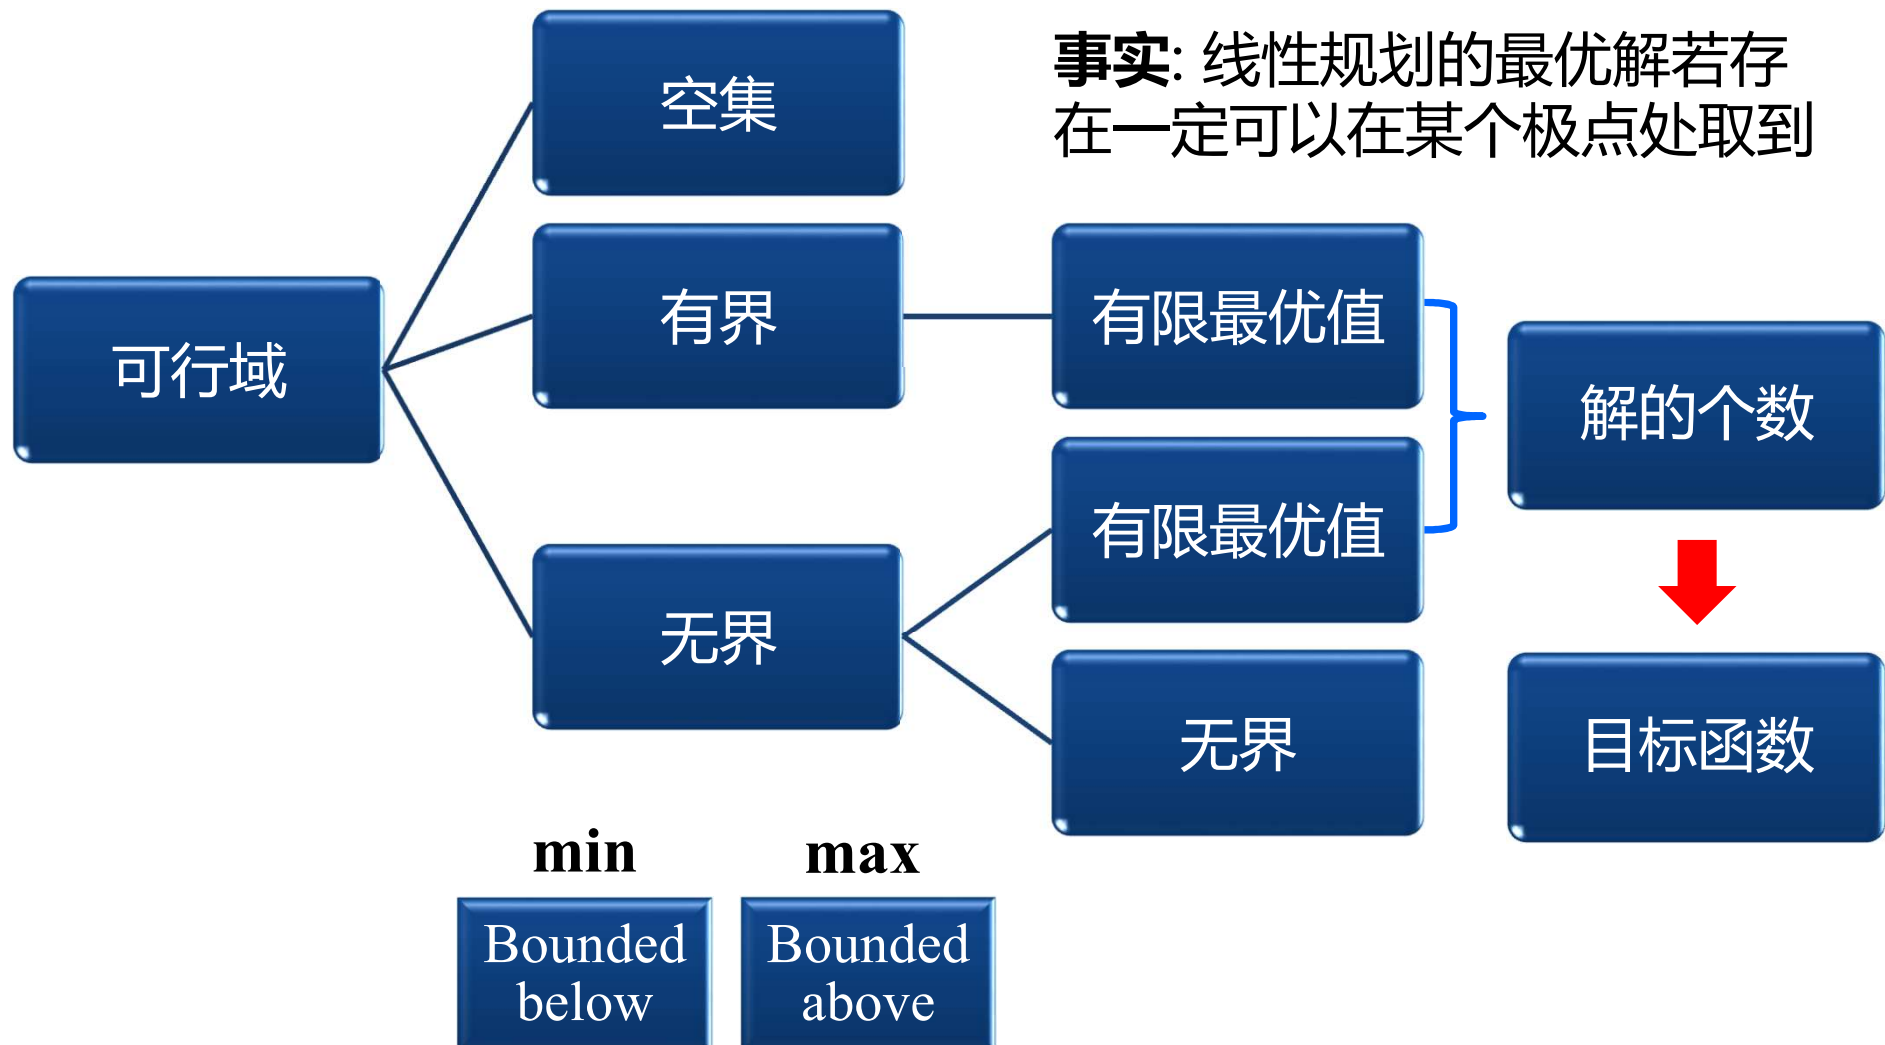 事实: 线性规划的最优解若存
在一定可以在某个极点处取到
可行域
空集
有界
无界
有限最优值
有限最优值
无界
解的个数
目标函数
min
max
Bounded
below
Bounded
above